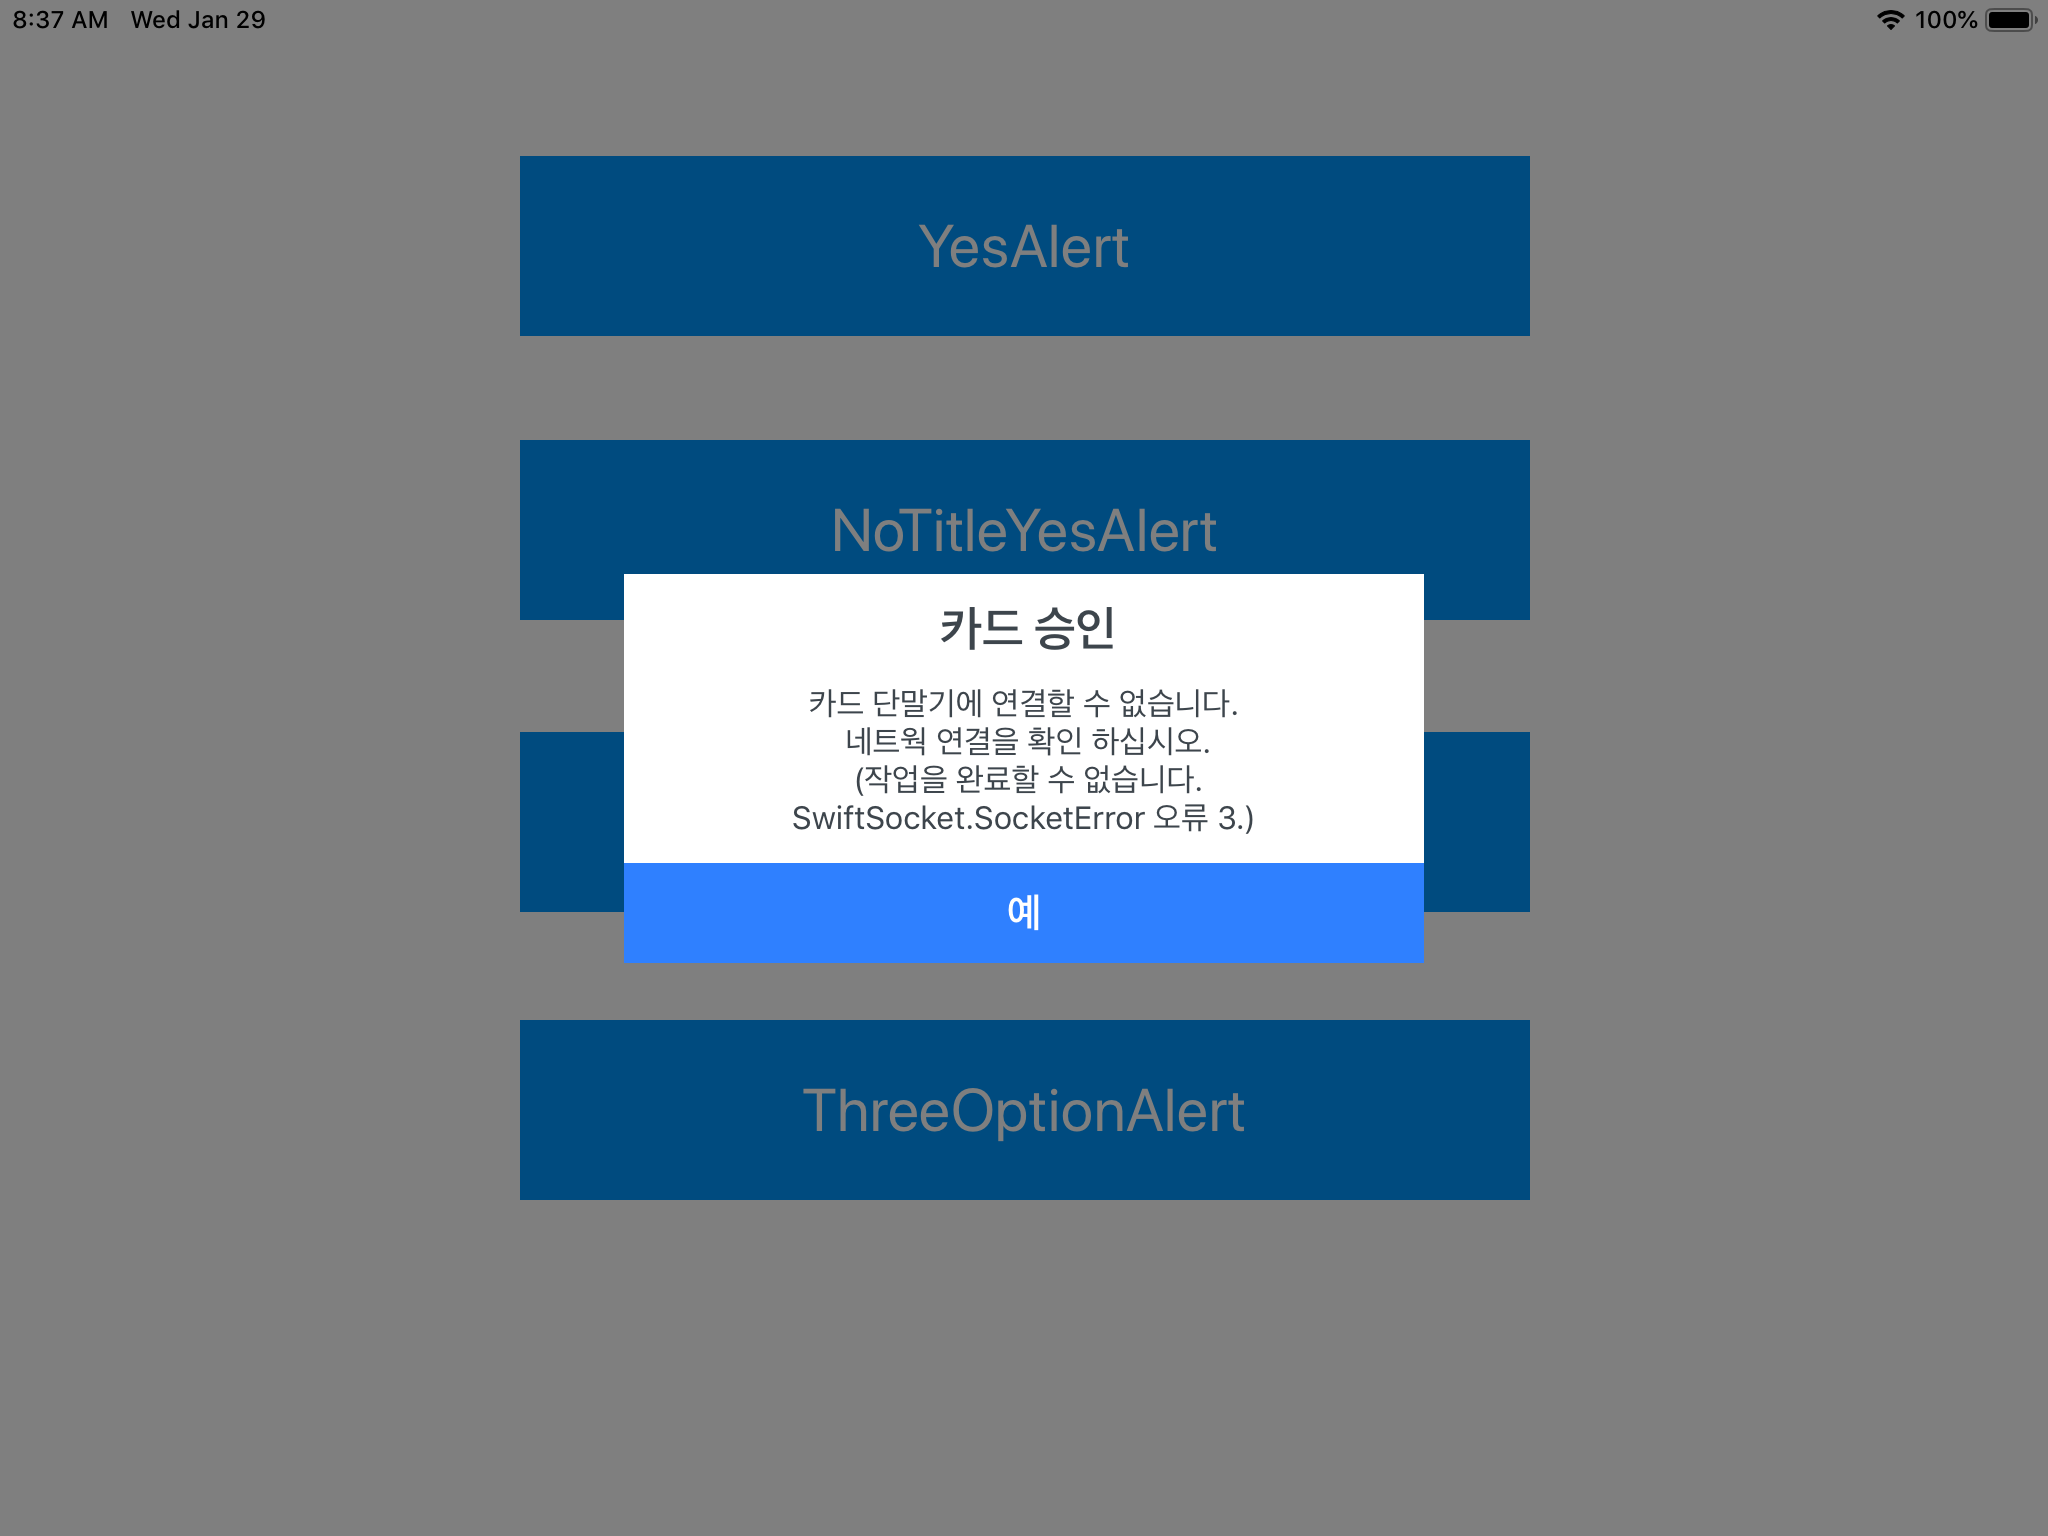 8:37 AM Wed Jan 29 100%
YesAlert
NoTitleYesAlert
카드 승인
카드 단말기에 연결할 수 없습니다.
네트웍 연결을 확인 하십시오.
(작업을 완료할 수 없습니다.
SwiftSocket.SocketError 오류 3.)
예
ThreeOptionAlert